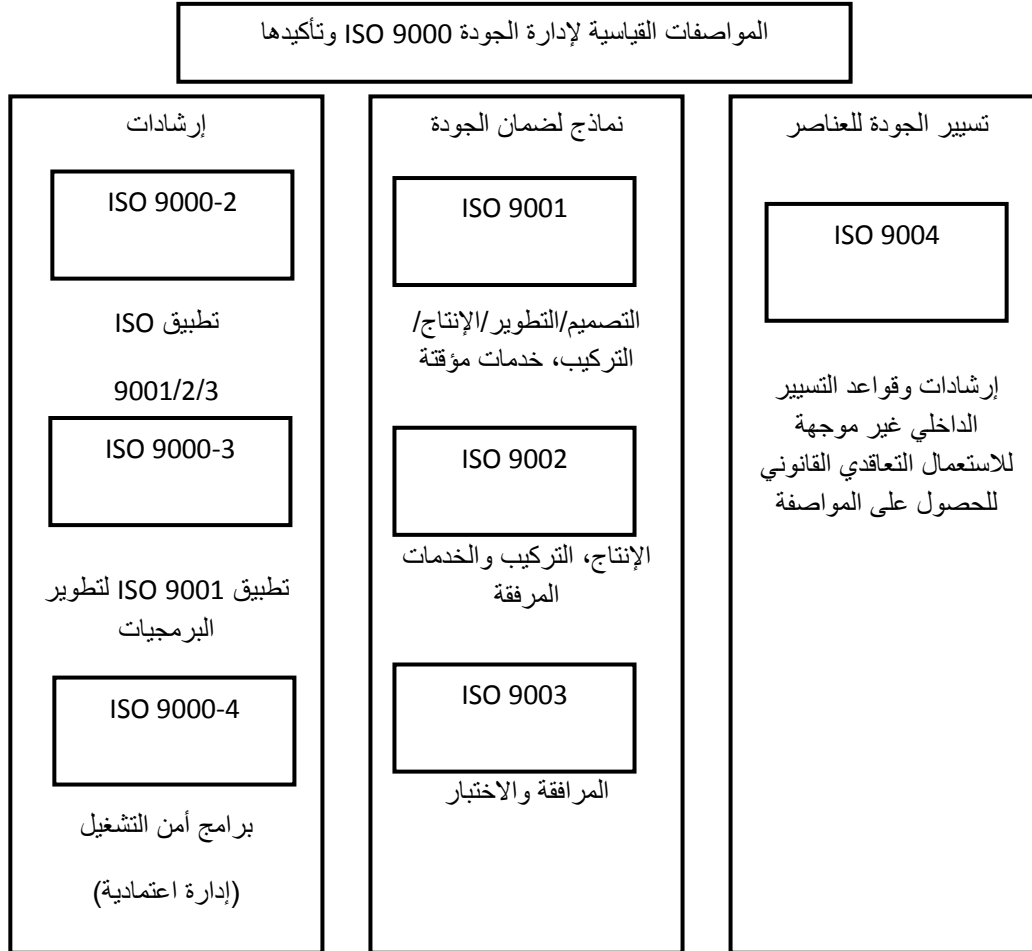 المواصفات القياسية لإدارة الجودة ISO 9000 وتأكيدها
تسيير الجودة للعناصر
ISO 9004
إرشادات وقواعد التسيير
الداخلي غير موجهة
للاستعمال التعاقدي القانوني
للحصول على المواصفة
نماذج لضمان الجودة
ISO 9001
التصميم/التطوير/الإنتاج/
التركيب، خدمات مؤقتة
ISO 9002
الإنتاج، التركيب والخدمات
المرفقة
ISO 9003
المرافقة والاختبار
إرشادات
ISO 9000-2
تطبيق ISO
9001/2/3
ISO 9000-3
تطبيق ISO 9001 لتطوير
البرمجيات
ISO 9000-4
برامج أمن التشغيل
(إدارة اعتمادية)